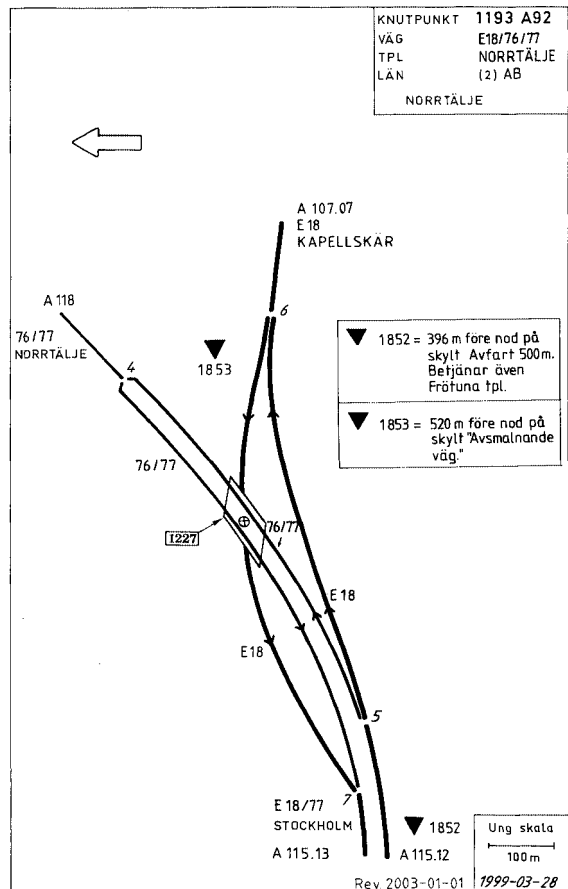 KNUTPUNKT 1193 A92
VÄG E18/76/77
TPL NORRTÄLJE
LÄN (2) AB
NORRTÄLJE
A 107.07
E 18
KAPELLSKÄR
6
A 118
76/77
NORRTÄLJE
4
1853
1852 = 396 m före nod på
skylt Avfart 500m.
Betjänar även
Frötuna tpl.
1853 = 520 m före nod på
skylt "Avsmalnande
väg."
76/77
76/77
I227
E 18
E18
5
7
E 18/77
STOCKHOLM
1852
A 115.13
A 115.12
Ung skala
100 m
Rev. 2003-01-01
1999-03-28